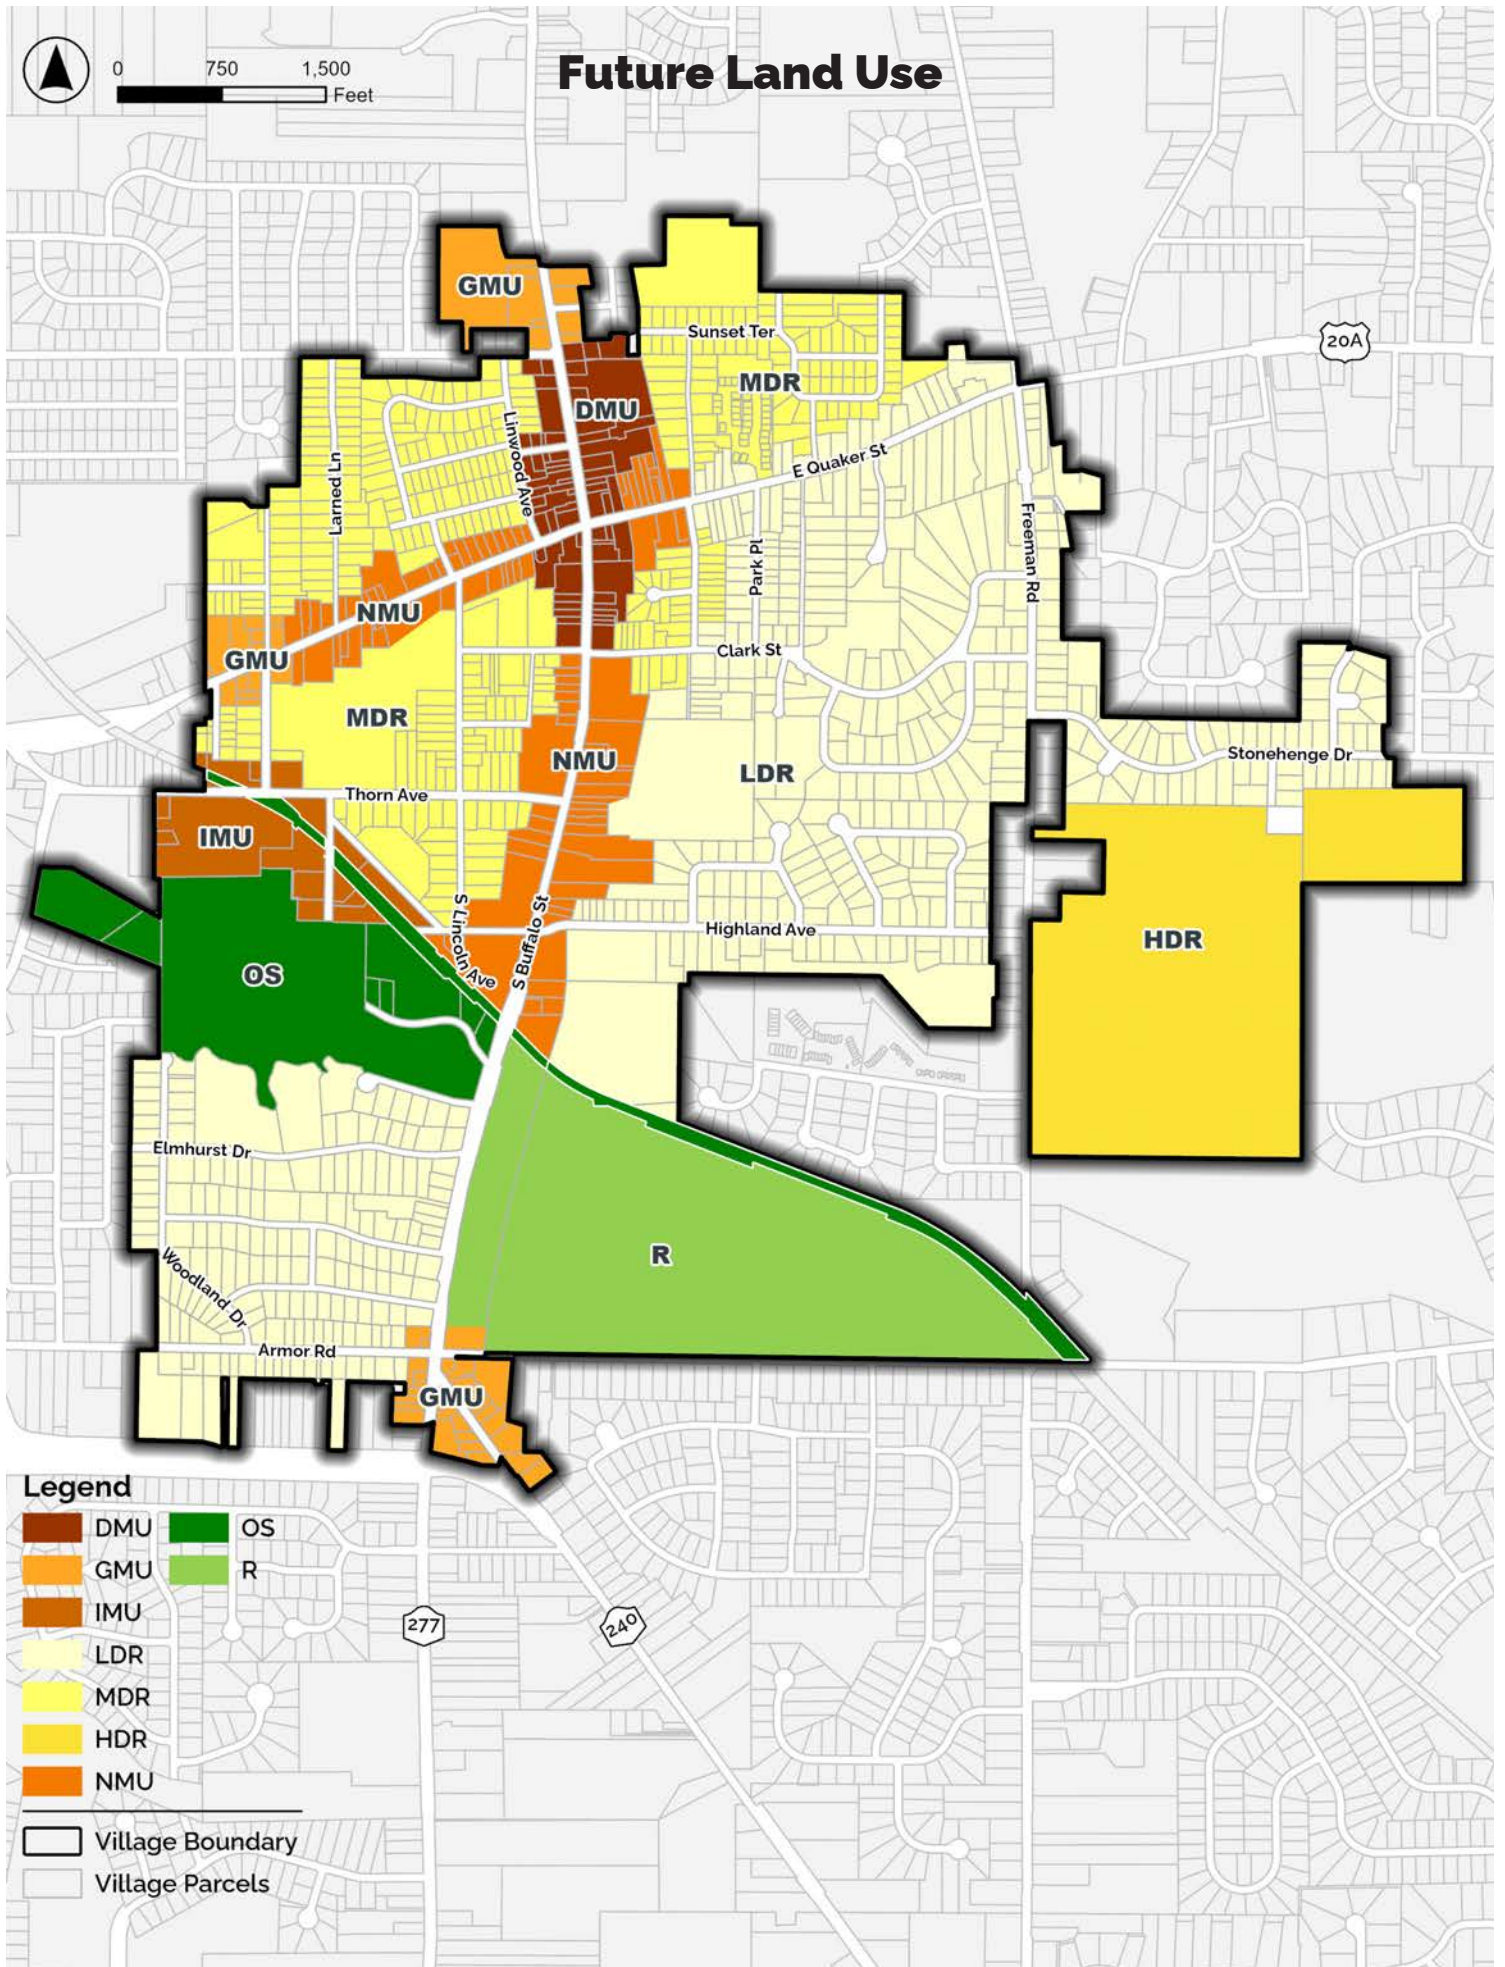 Future Land Use
0 750 1,500
Feet
GMU
Sunset Ter
20A
MDR
DMU
Linwood Ave
Larned Ln
E Quaker St
Freeman Rd
Park Pl
NMU
GMU
Clark St
MDR
NMU
LDR
Stonehenge Dr
Thorn Ave
IMU
S Lincoln Ave
S Buffalo St
Highland Ave
HDR
OS
Elmhurst Dr
R
Woodland Dr
Armor Rd
GMU
Legend
DMU OS
GMU R
IMU
LDR
MDR
HDR
NMU
277
240
Village Boundary
Village Parcels